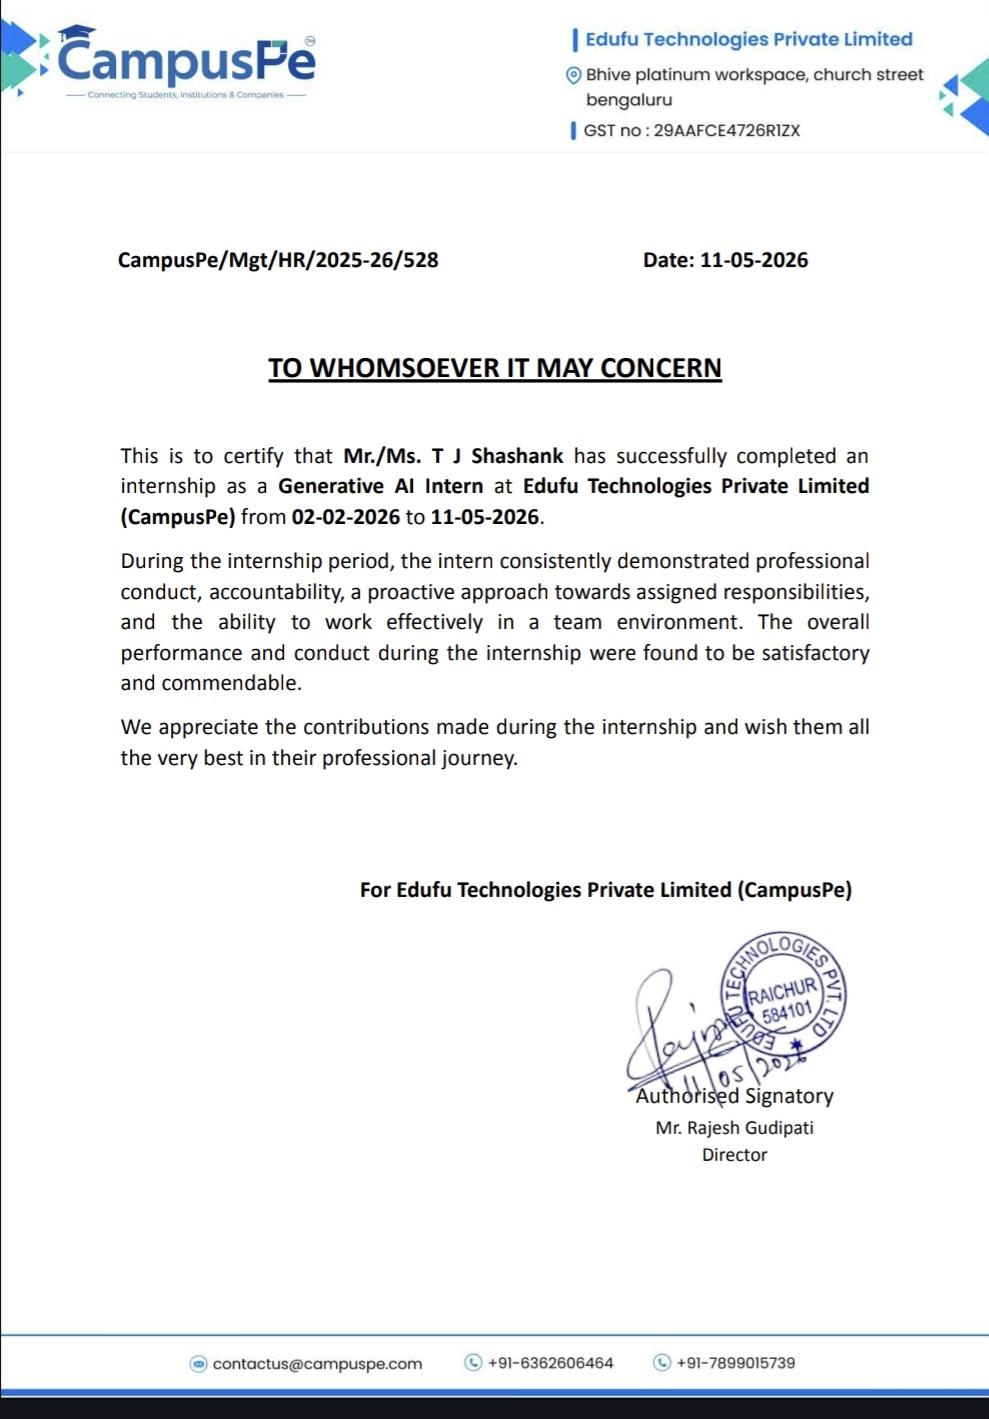 CampusPe
TM
Connecting Students, Institutions & Companies
Edufu Technologies Private Limited
Bhive platinum workspace, church street
bengaluru
GST no : 29AAFCE4726R1ZX
CampusPe/Mgt/HR/2025-26/528
Date: 11-05-2026
TO WHOMSOEVER IT MAY CONCERN
This is to certify that Mr./Ms. T J Shashank has successfully completed an
internship as a Generative AI Intern at Edufu Technologies Private Limited
(CampusPe) from 02-02-2026 to 11-05-2026.
During the internship period, the intern consistently demonstrated professional
conduct, accountability, a proactive approach towards assigned responsibilities,
and the ability to work effectively in a team environment. The overall
performance and conduct during the internship were found to be satisfactory
and commendable.
We appreciate the contributions made during the internship and wish them all
the very best in their professional journey.
For Edufu Technologies Private Limited (CampusPe)
EDUFU TECHNOLOGIES PVT. LTD
RAICHUR
584101
11/05/2026
Authorised Signatory
Mr. Rajesh Gudipati
Director
contactus@campuspe.com
+91-6362606464
+91-7899015739